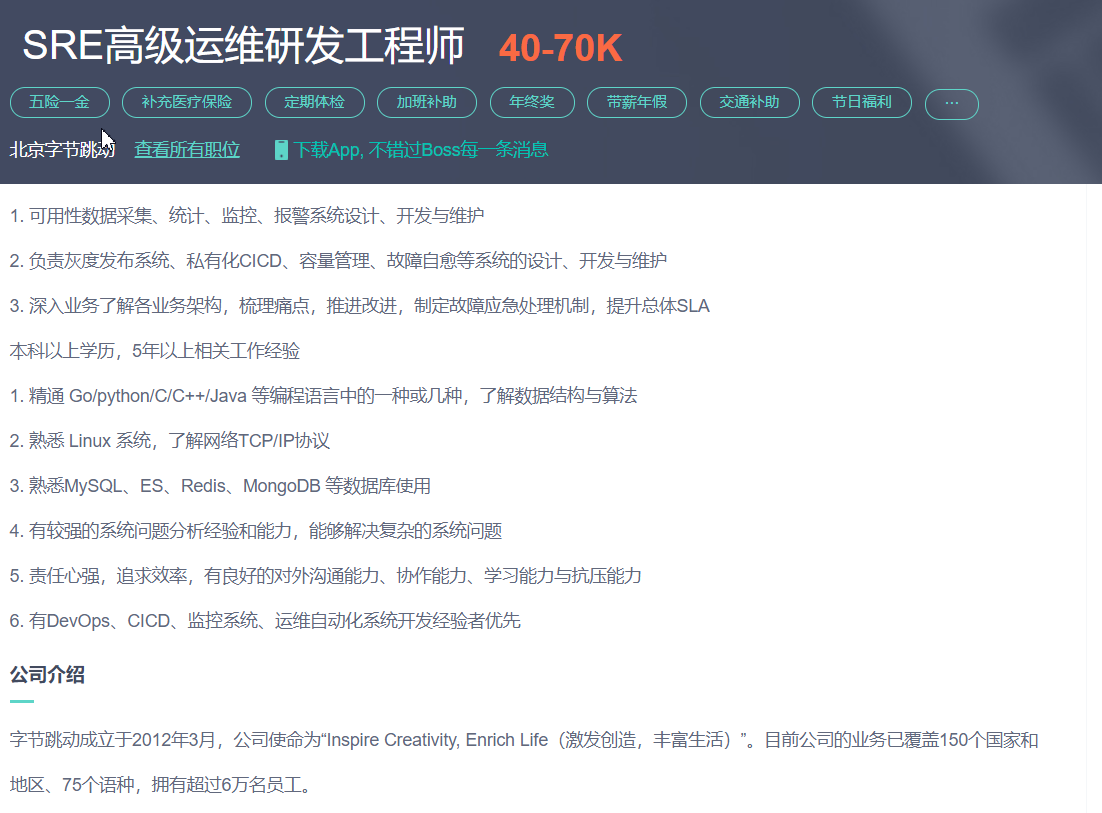 SRE高级运维研发工程师 40-70K
五险一金 补充医疗保险 定期体检 加班补助 年终奖 带薪年假 交通补助 节日福利 ···
北京字节跳动 查看所有职位 下载App, 不错过Boss每一条消息
1. 可用性数据采集、统计、监控、报警系统设计、开发与维护
2. 负责灰度发布系统、私有化CICD、容量管理、故障自愈等系统的设计、开发与维护
3. 深入业务了解各业务架构，梳理痛点，推进改进，制定故障应急处理机制，提升总体SLA
本科以上学历，5年以上相关工作经验
1. 精通 Go/python/C/C++/Java 等编程语言中的一种或几种，了解数据结构与算法
2. 熟悉 Linux 系统，了解网络TCP/IP协议
3. 熟悉MySQL、ES、Redis、MongoDB 等数据库使用
4. 有较强的系统问题分析经验和能力，能够解决复杂的系统问题
5. 责任心强，追求效率，有良好的对外沟通能力、协作能力、学习能力与抗压能力
6. 有DevOps、CICD、监控系统、运维自动化系统开发经验者优先
公司介绍
字节跳动成立于2012年3月，公司使命为“Inspire Creativity, Enrich Life（激发创造，丰富生活）”。目前公司的业务已覆盖150个国家和
地区、75个语种，拥有超过6万名员工。